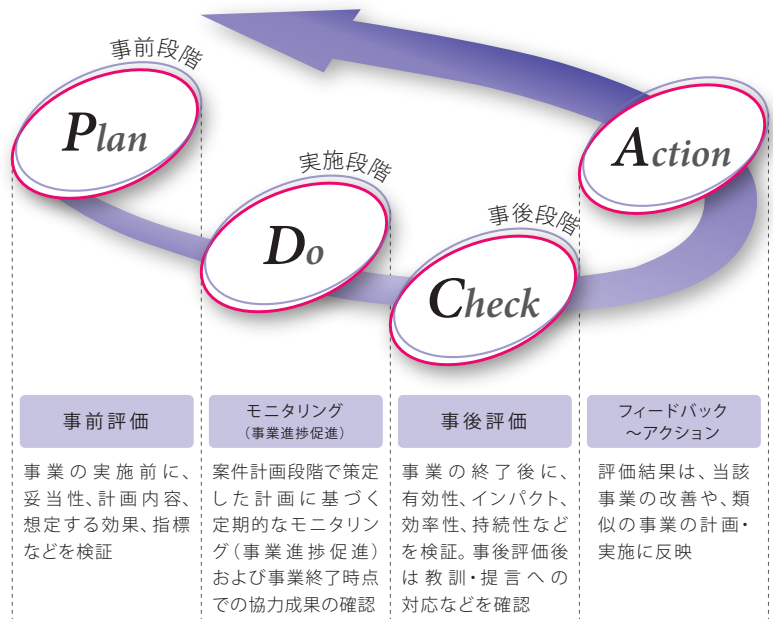 事前段階
Plan
実施段階
Do
事後段階
Check
Action
事前評価
事業の実施前に、
妥当性、計画内容、
想定する効果、指標
などを検証
モニタリング
（事業進捗促進）
案件計画段階で策定
した計画に基づく
定期的なモニタリン
グ（事業進捗促進）
および事業終了時点
での協力成果の確認
事後評価
事業の終了後に、
有効性、インパクト、
効率性、持続性など
を検証。事後評価後
は教訓・提言への
対応などを確認
フィードバック
～アクション
評価結果は、当該
事業の改善や、類
似の事業の計画・
実施に反映